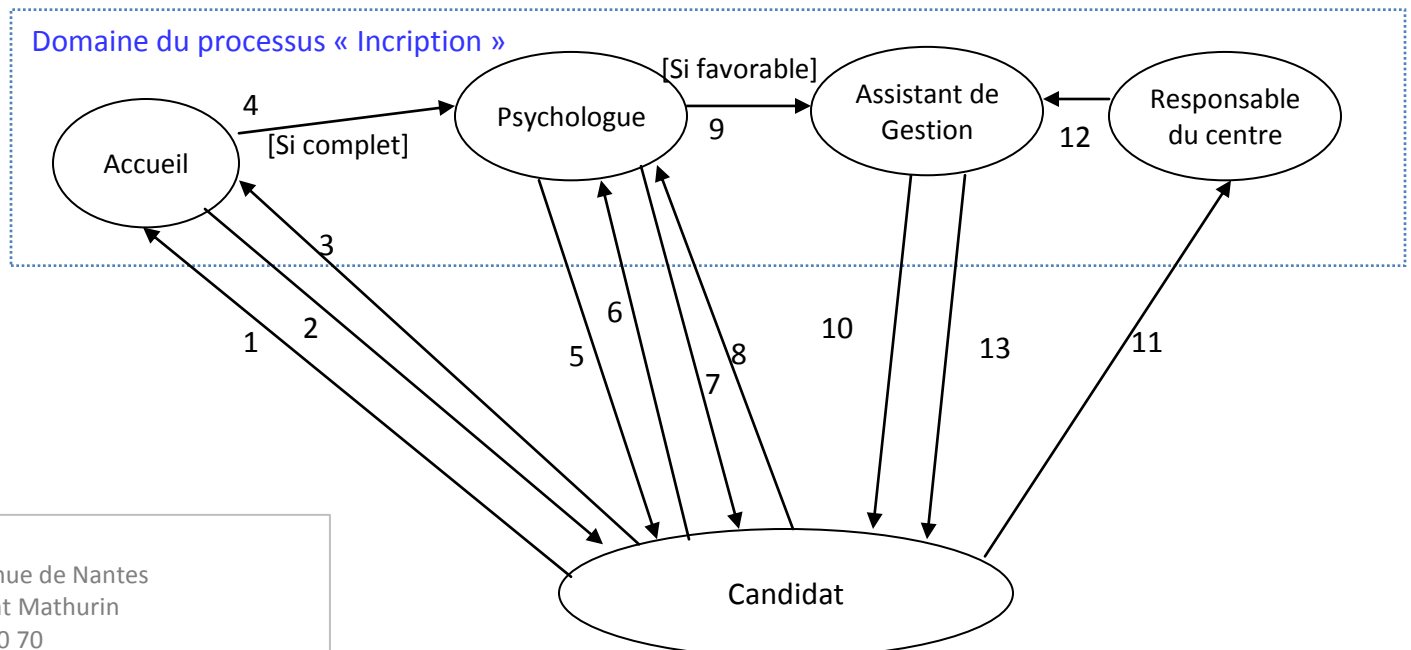 Domaine du processus « Incription »
[Si favorable]
4
Psychologue
Assistant de
Gestion
Responsable
du centre
[Si complet]
9
12
Accueil
3
1
2
5
6
7
8
10
13
11
Candidat
nue de Nantes
t Mathurin
0 70